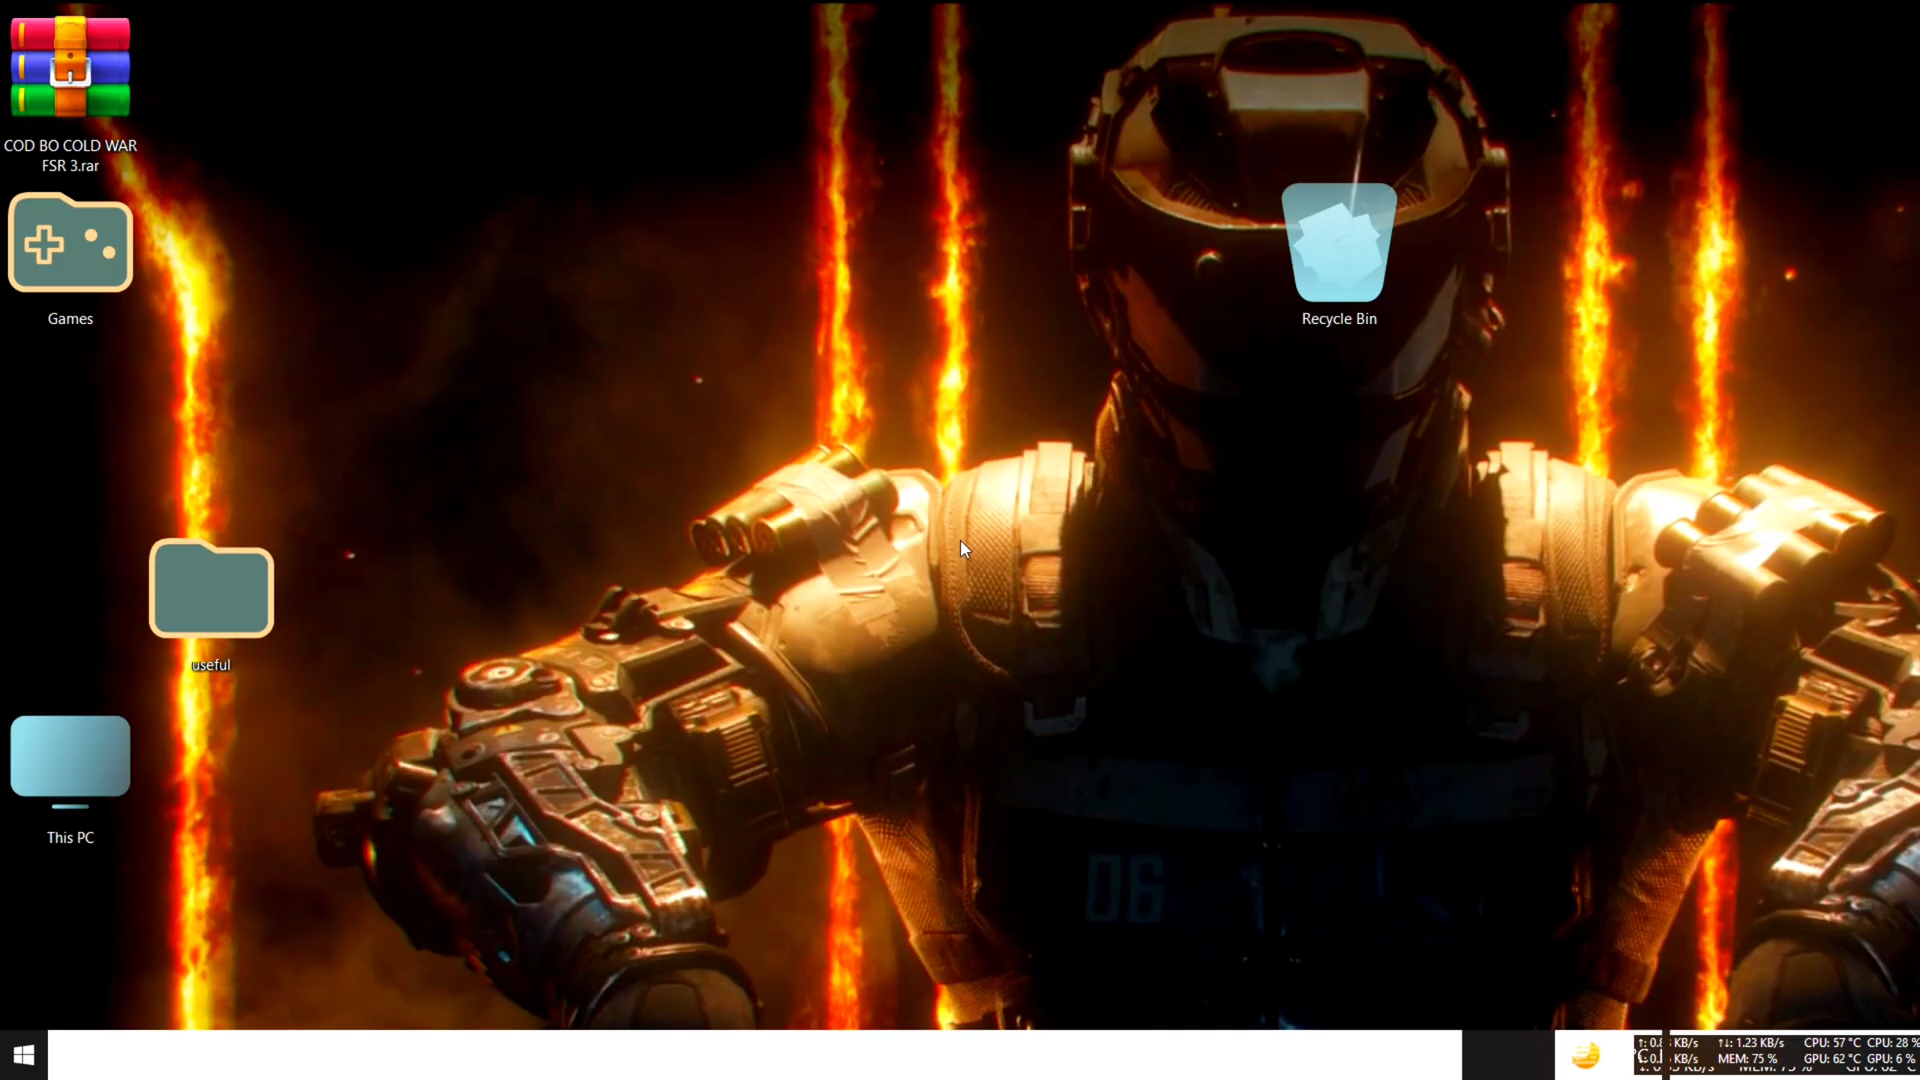 COD BO COLD WAR
FSR 3.rar
Games
Recycle Bin
useful
This PC
06
KB/s ↑↓: 1.23 KB/s CPU: 57 °C CPU: 28 %
KB/s MEM: 75 % GPU: 62 °C GPU: 6 %